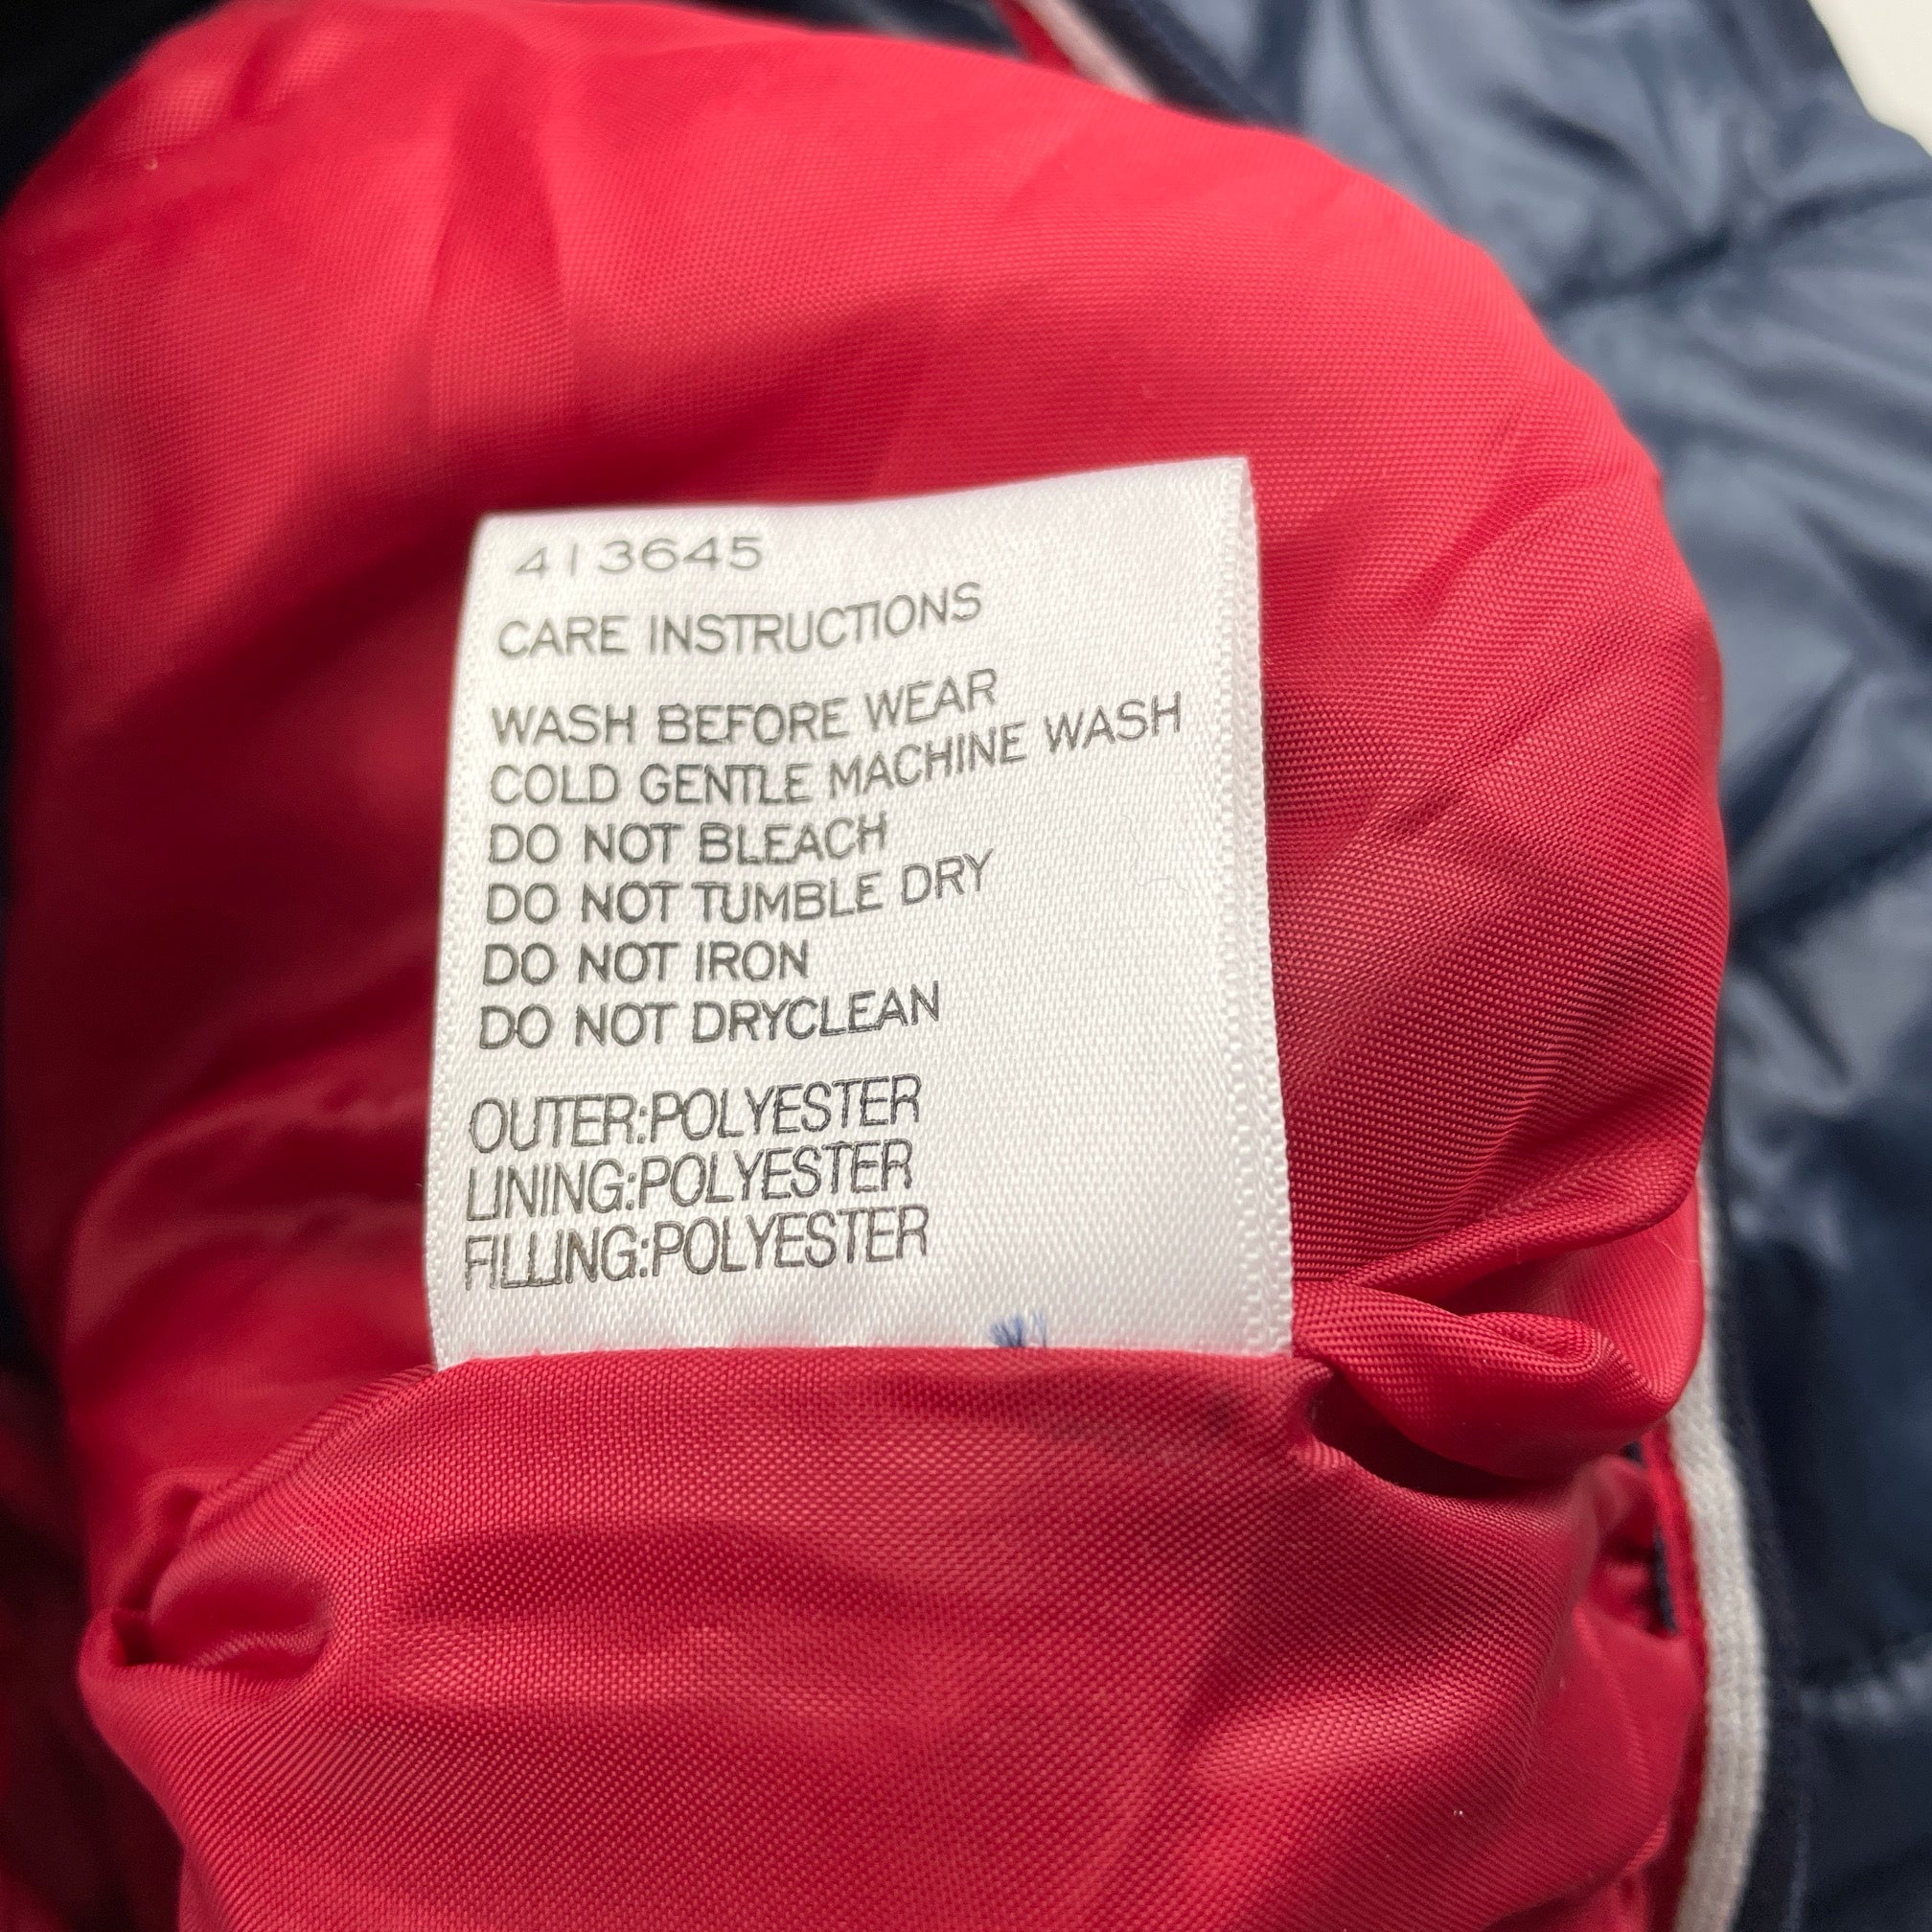 413645
CARE INSTRUCTIONS
WASH BEFORE WEAR
COLD GENTLE MACHINE WASH
DO NOT BLEACH
DO NOT TUMBLE DRY
DO NOT IRON
DO NOT DRYCLEAN
OUTER:POLYESTER
LINING:POLYESTER
FILLING:POLYESTER